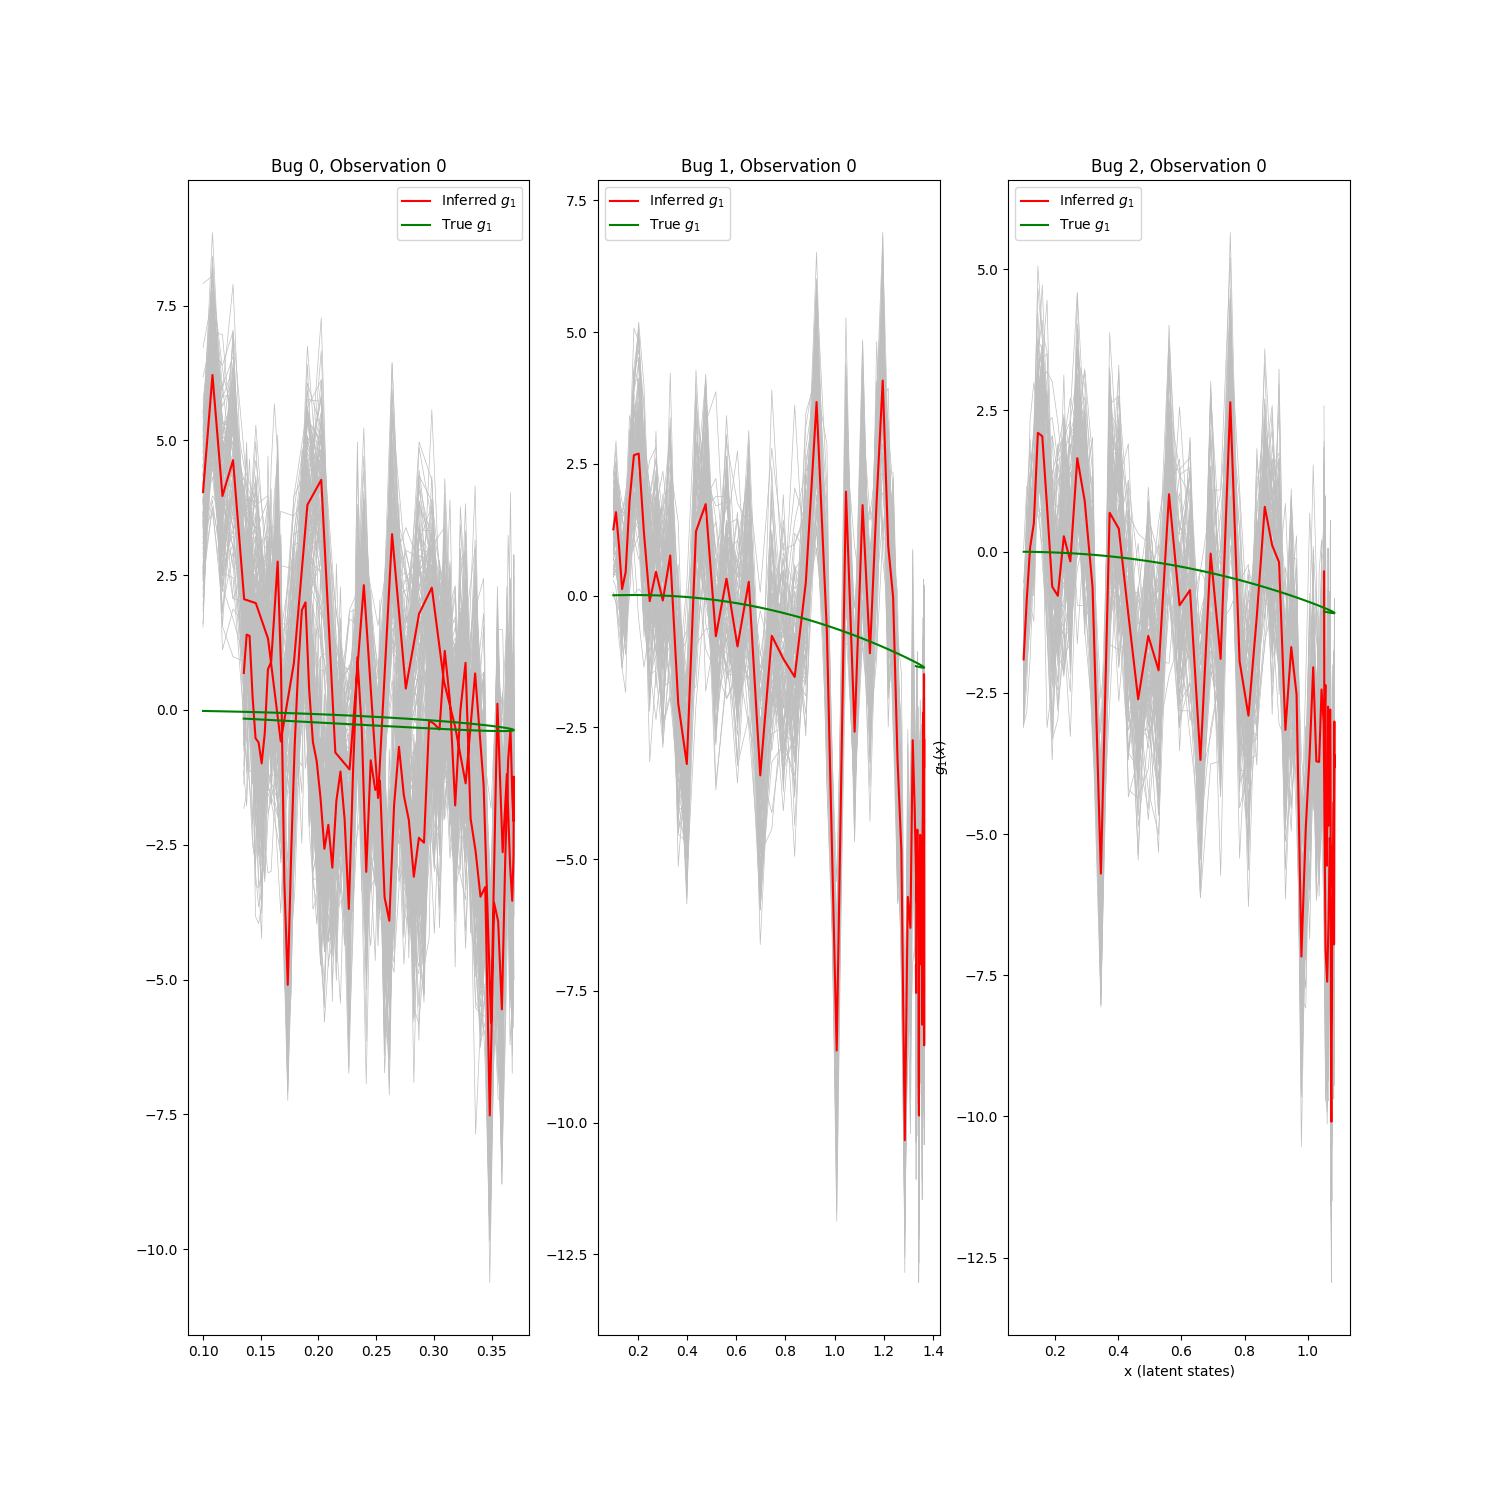 Bug 0, Observation 0
Inferred g₁
True g₁
7.5
5.0
2.5
0.0
−2.5
−5.0
−7.5
−10.0
0.10 0.15 0.20 0.25 0.30 0.35
Bug 1, Observation 0
Inferred g₁
True g₁
7.5
5.0
2.5
0.0
−2.5
−5.0
−7.5
−10.0
−12.5
0.2 0.4 0.6 0.8 1.0 1.2 1.4
Bug 2, Observation 0
Inferred g₁
True g₁
g₁(x)
5.0
2.5
0.0
−2.5
−5.0
−7.5
−10.0
−12.5
0.2 0.4 0.6 0.8 1.0
x (latent states)